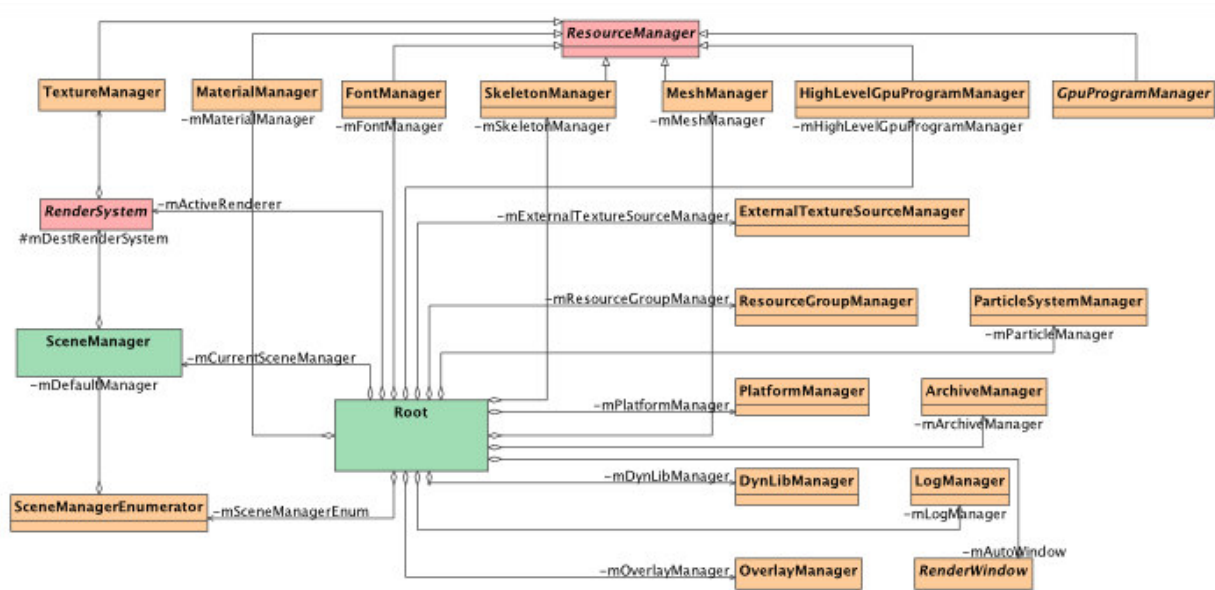 ResourceManager
TextureManager
MaterialManager
FontManager
SkeletonManager
MeshManager
HighLevelGpuProgramManager
GpuProgramManager
-mMaterialManager
-mFontManager
-mSkeletonManager
-mMeshManager
-mHighLevelGpuProgramManager
RenderSystem
-mActiveRenderer
-mExternalTextureSourceManager
ExternalTextureSourceManager
#mDestRenderSystem
-mResourceGroupManager
ResourceGroupManager
ParticleSystemManager
-mParticleManager
SceneManager
-mCurrentSceneManager
-mDefaultManager
PlatformManager
ArchiveManager
Root
-mPlatformManager
-mArchiveManager
-mDynLibManager
DynLibManager
LogManager
SceneManagerEnumerator
-mSceneManagerEnum
-mLogManager
-mAutoWindow
-mOverlayManager
OverlayManager
RenderWindow